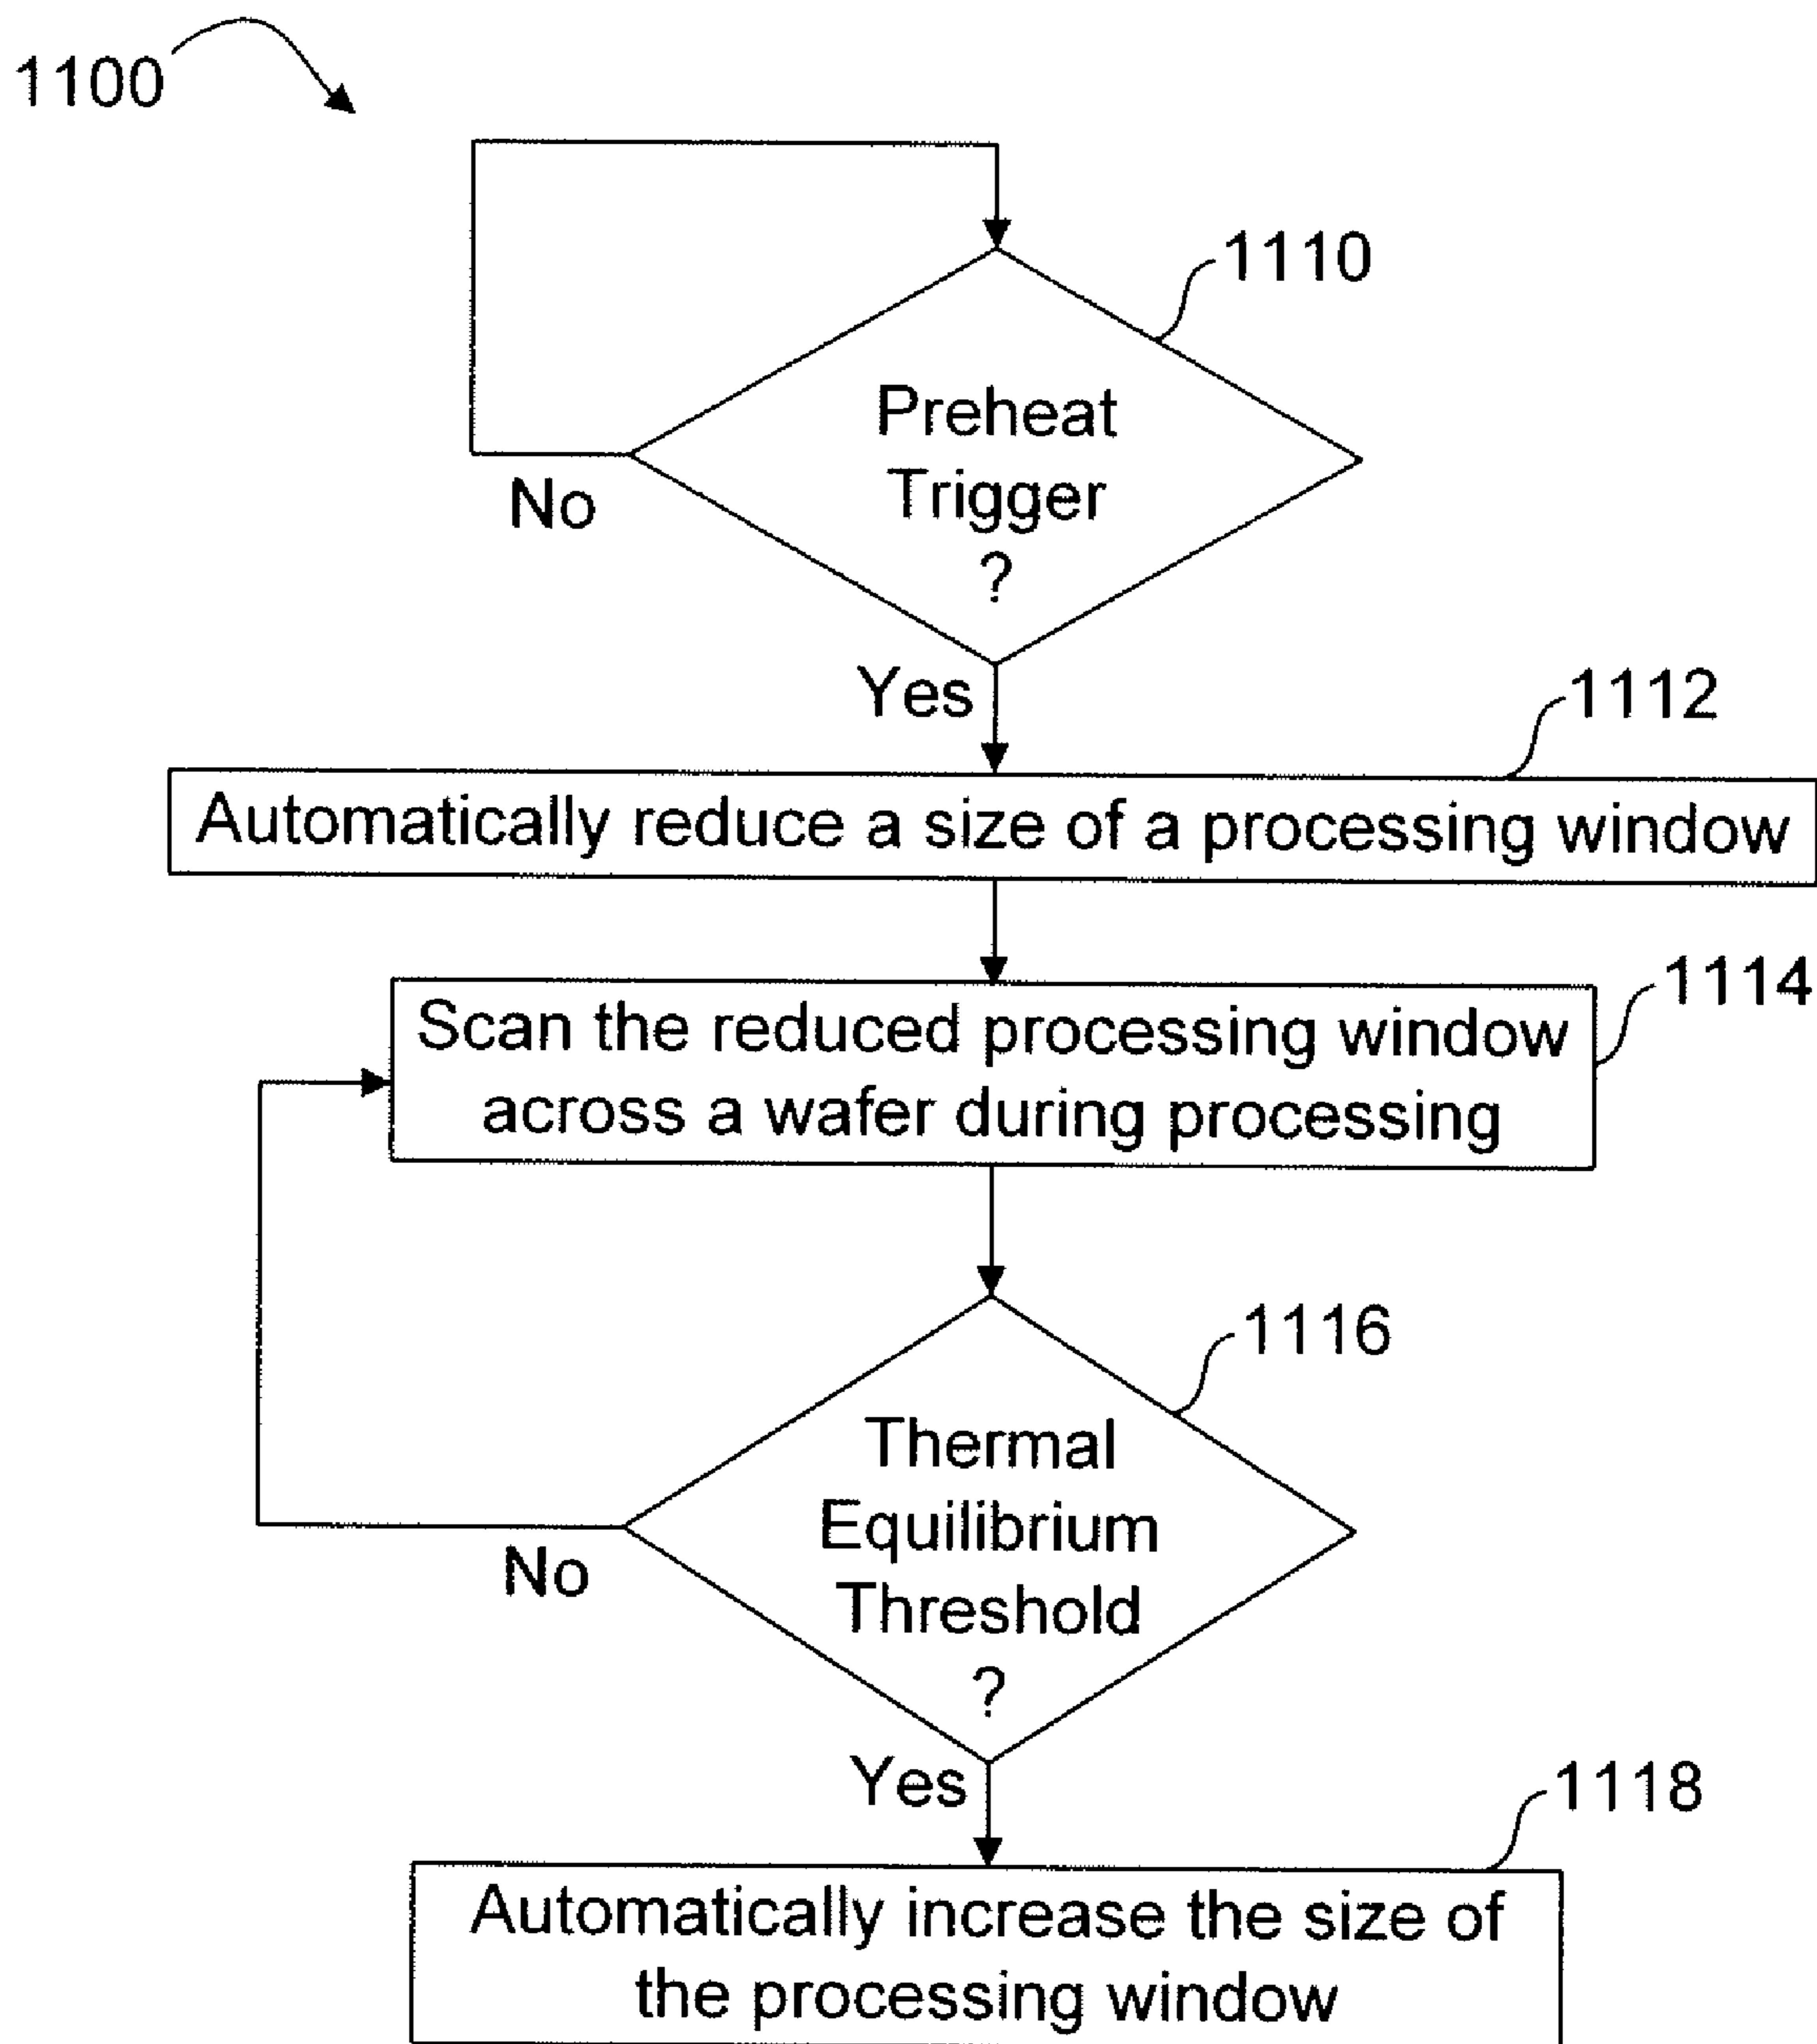 1100
1110
Preheat
Trigger
?
No
Yes
1112
Automatically reduce a size of a processing window
1114
Scan the reduced processing window
across a wafer during processing
1116
Thermal
Equilibrium
Threshold
?
No
Yes
1118
Automatically increase the size of
the processing window